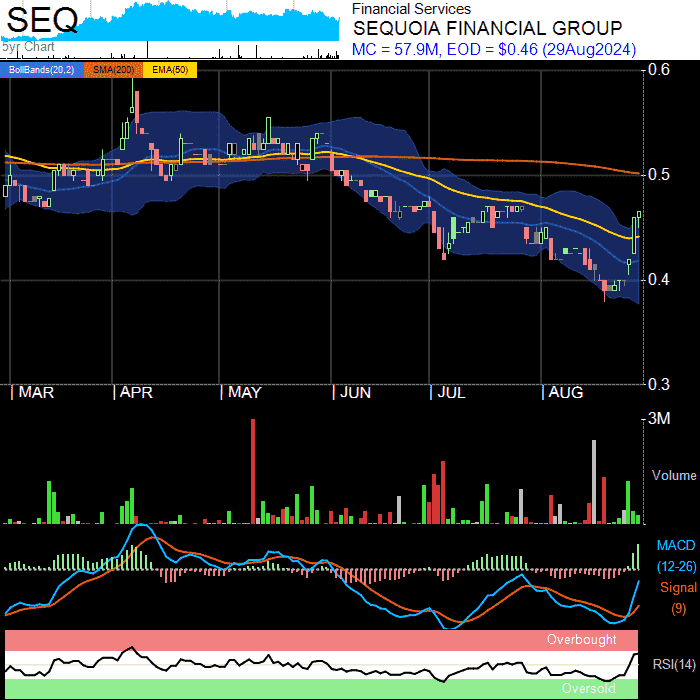 SEQ
5yr Chart
Financial Services
SEQUOIA FINANCIAL GROUP
MC = 57.9M, EOD = $0.46 (29Aug2024)
BollBands(20,2) SMA(200) EMA(50)
0.6
0.5
0.4
0.3
MAR APR MAY JUN JUL AUG
3M
Volume
MACD
(12-26)
Signal
(9)
Overbought
RSI(14)
Oversold